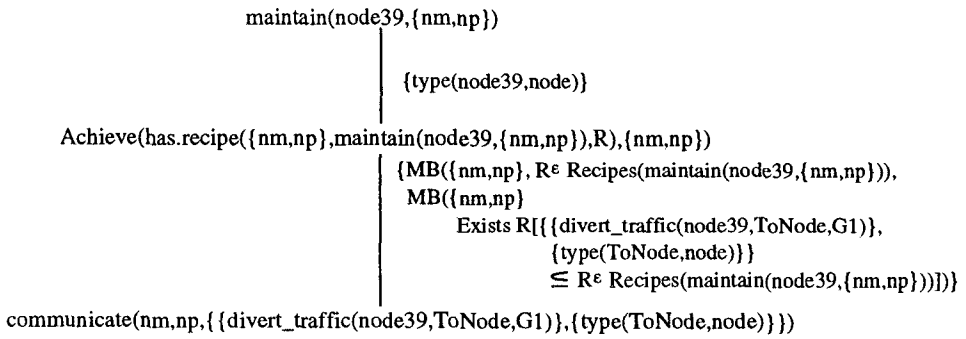 maintain(node39,{nm,np})
{type(node39,node)}
Achieve(has.recipe({nm,np},maintain(node39,{nm,np}),R),{nm,np})
{MB({nm,np}, Rε Recipes(maintain(node39,{nm,np})),
MB({nm,np}
Exists R[{{divert_traffic(node39,ToNode,G1)},
{type(ToNode,node)}}
≤ Rε Recipes(maintain(node39,{nm,np}))])}
communicate(nm,np,{{divert_traffic(node39,ToNode,G1)},{type(ToNode,node)}})